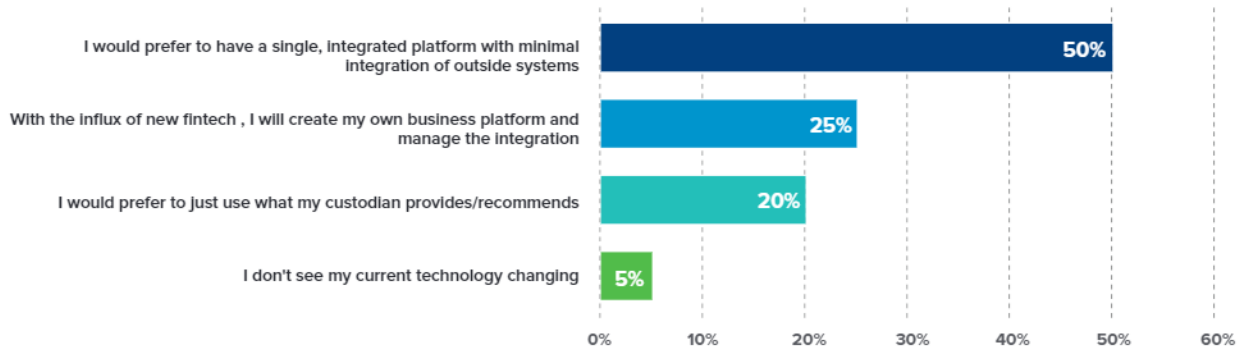 I would prefer to have a single, integrated platform with minimal
integration of outside systems
50%
With the influx of new fintech , I will create my own business platform and
manage the integration
25%
I would prefer to just use what my custodian provides/recommends
20%
I don't see my current technology changing
5%
0% 10% 20% 30% 40% 50% 60%